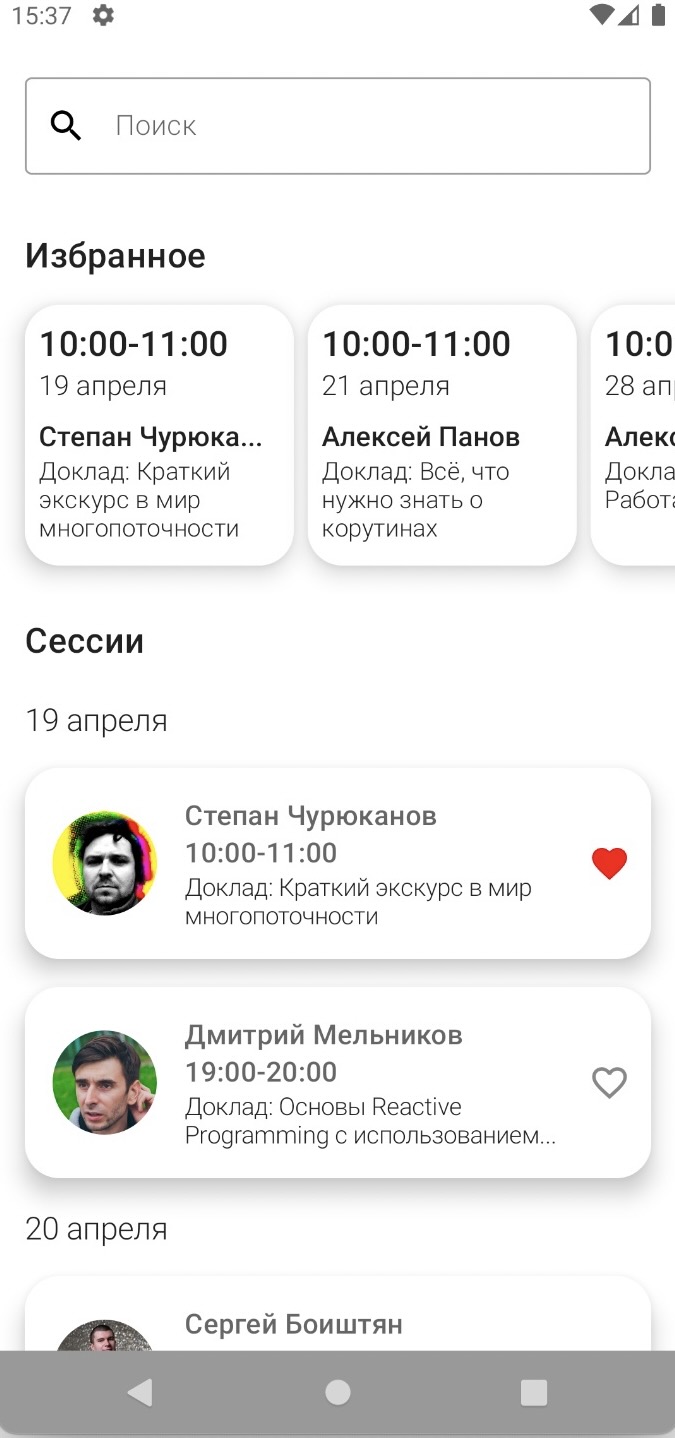 15:37
Поиск
Избранное
10:00-11:00
19 апреля
Степан Чурюка...
Доклад: Краткий
экскурс в мир
многопоточности
10:00-11:00
21 апреля
Алексей Панов
Доклад: Всё, что
нужно знать о
корутинах
10:0
28 ап
Алекс
Докла
Работа
Сессии
19 апреля
Степан Чурюканов
10:00-11:00
Доклад: Краткий экскурс в мир
многопоточности
Дмитрий Мельников
19:00-20:00
Доклад: Основы Reactive
Programming с использованием...
20 апреля
Сергей Боиштян